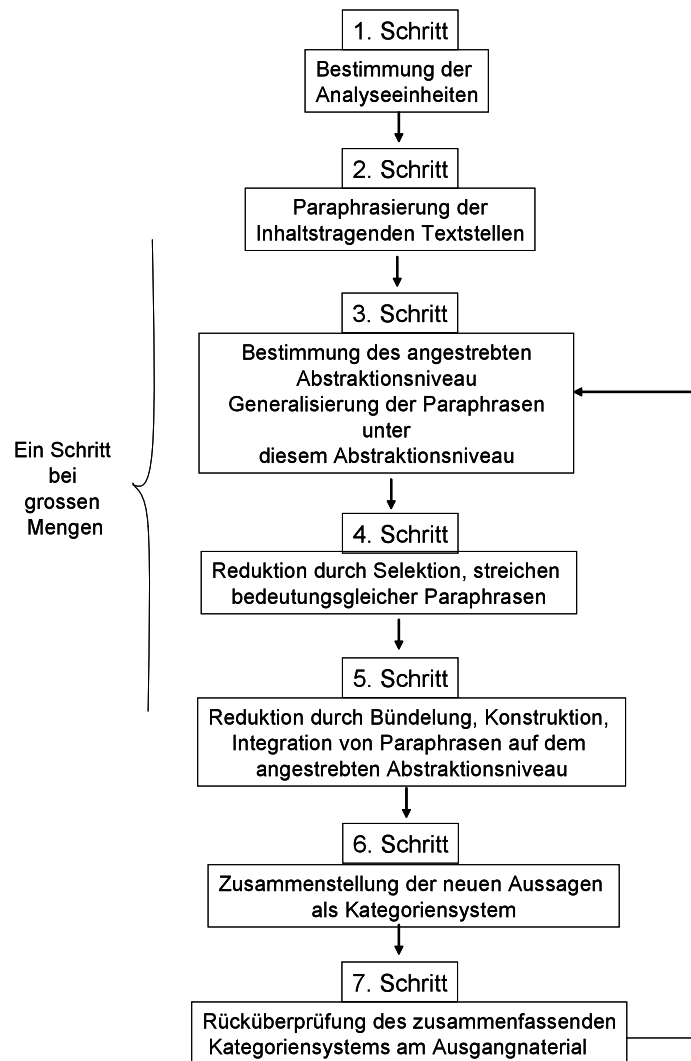 1. Schritt
Bestimmung der
Analyseeinheiten
2. Schritt
Paraphrasierung der
Inhaltstragenden Textstellen
3. Schritt
Bestimmung des angestrebten
Abstraktionsniveau
Generalisierung der Paraphrasen
unter
diesem Abstraktionsniveau
Ein Schritt
bei
grossen
Mengen
4. Schritt
Reduktion durch Selektion, streichen
bedeutungsgleicher Paraphrasen
5. Schritt
Reduktion durch Bündelung, Konstruktion,
Integration von Paraphrasen auf dem
angestrebten Abstraktionsniveau
6. Schritt
Zusammenstellung der neuen Aussagen
als Kategoriensystem
7. Schritt
Rücküberprüfung des zusammenfassenden
Kategoriensystems am Ausgangnaterial